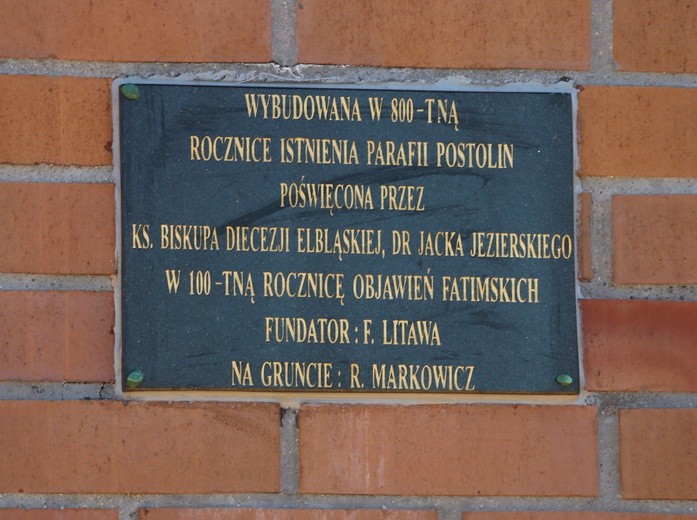 WYBUDOWANA W 800-TNĄ
ROCZNICE ISTNIENIA PARAFII POSTOLIN
POŚWIĘCONA PRZEZ
KS. BISKUPA DIECEZJI ELBLĄSKIEJ, DR JACKA JEZIERSKIEGO
W 100-TNĄ ROCZNICĘ OBJAWIEŃ FATIMSKICH
FUNDATOR: F. LITAWA
NA GRUNCIE: R. MARKOWICZ